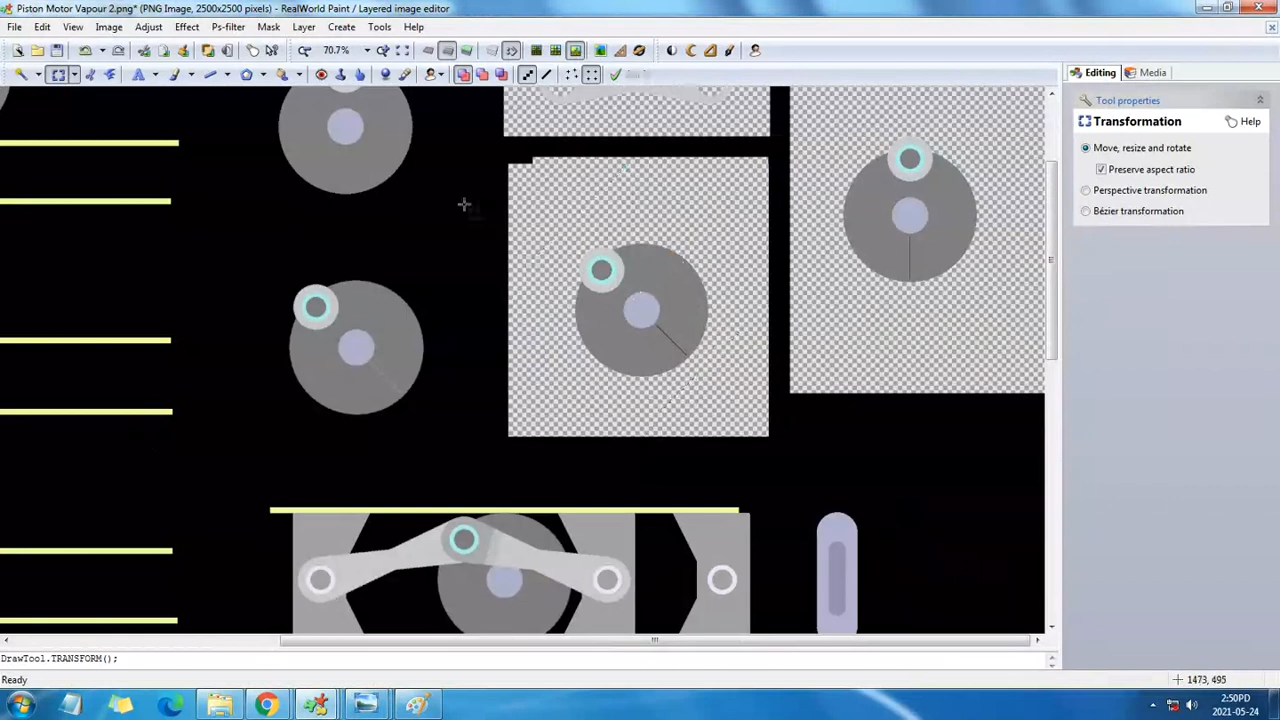 Piston Motor Vapour 2.png* (PNG Image, 2500x2500 pixels) - RealWorld Paint / Layered image editor
File Edit View Image Adjust Effect Ps-filter Mask Layer Create Tools Help
70.7%
Editing Media
Tool properties
Transformation Help
Move, resize and rotate
Preserve aspect ratio
Perspective transformation
Bézier transformation
DrawTool.TRANSFORM();
Ready
1473, 495
2:50PD
2021-05-24